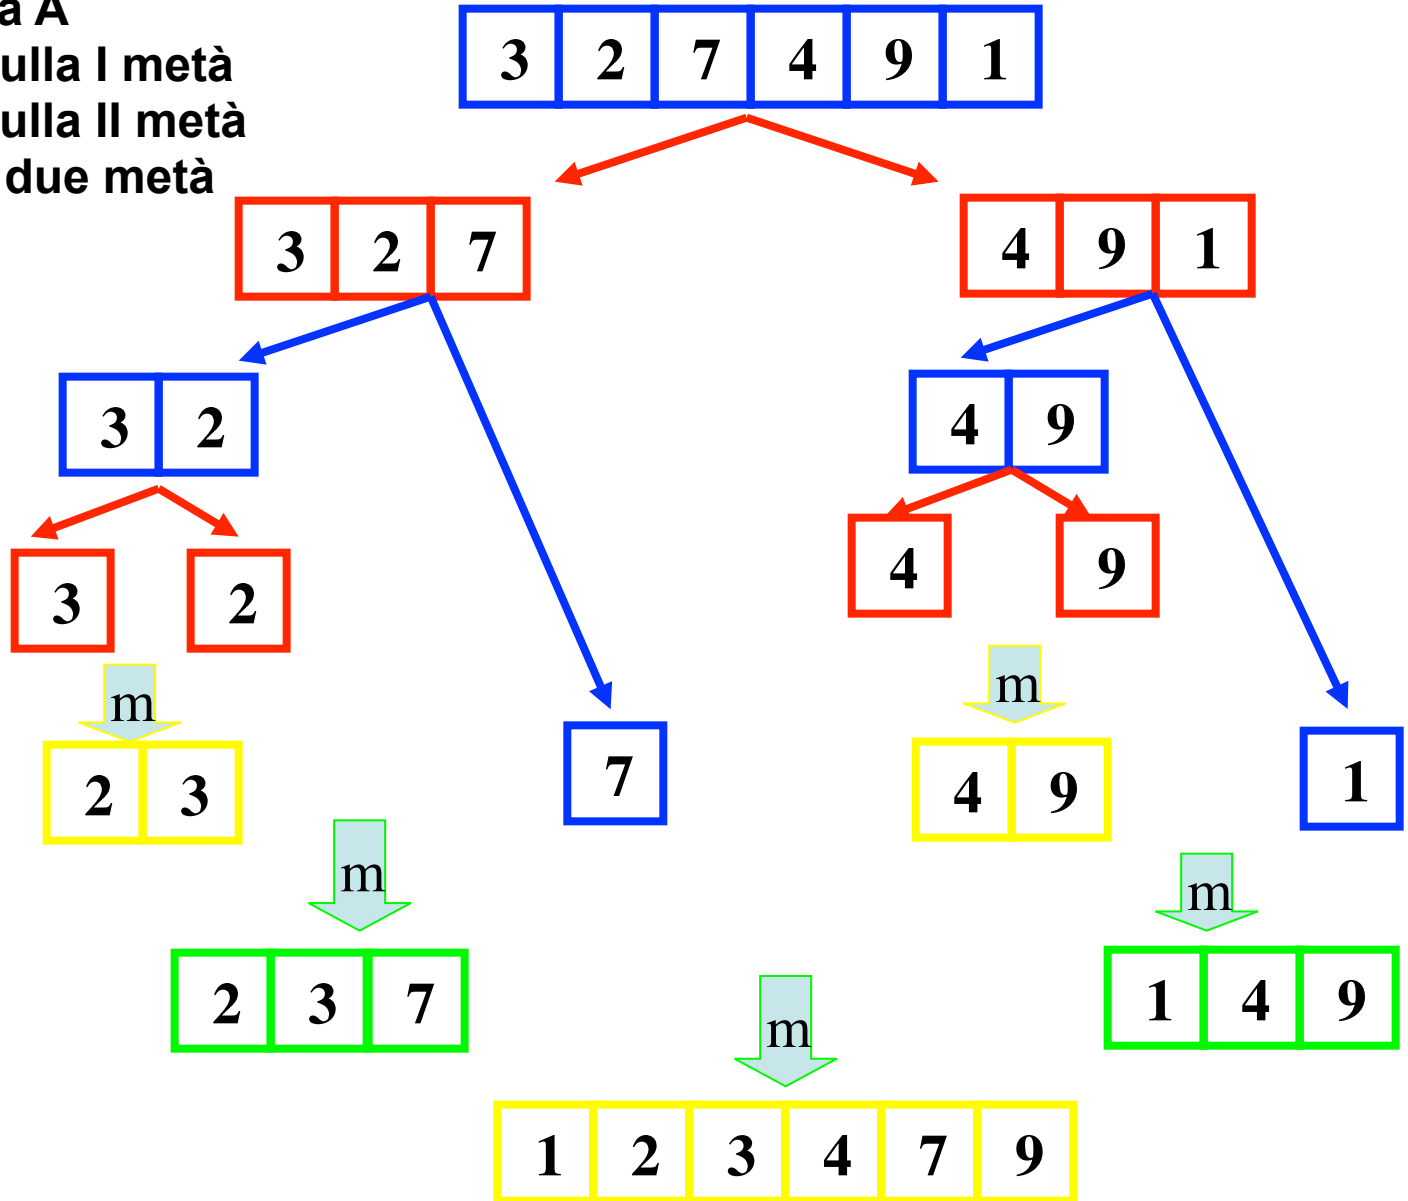 a A
ulla I metà
ulla II metà
due metà
3 2 7 4 9 1
3 2 7
4 9 1
3 2
4 9
3
2
4
9
m
m
2 3
7
4 9
1
m
m
2 3 7
1 4 9
m
1 2 3 4 7 9